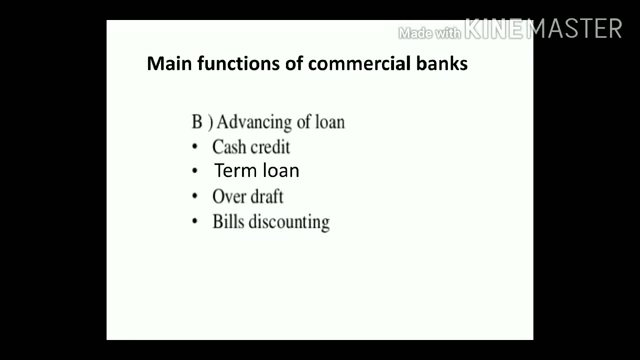 Made with KINEMASTER
Main functions of commercial banks
B ) Advancing of loan
• Cash credit
• Term loan
• Over draft
• Bills discounting